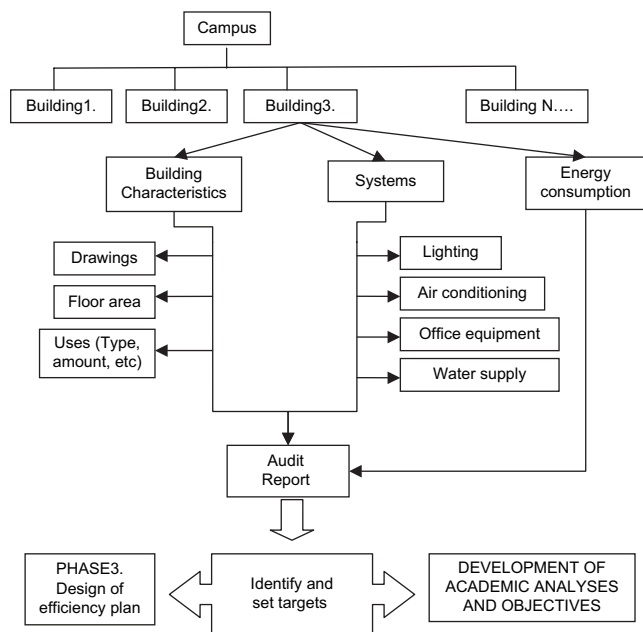 Campus
Building1.
Building2.
Building3.
Building N....
Building
Characteristics
Systems
Energy
consumption
Drawings
Floor area
Uses (Type,
amount, etc)
Lighting
Air conditioning
Office equipment
Water supply
Audit
Report
PHASE3.
Design of
efficiency plan
Identify and
set targets
DEVELOPMENT OF
ACADEMIC ANALYSES
AND OBJECTIVES